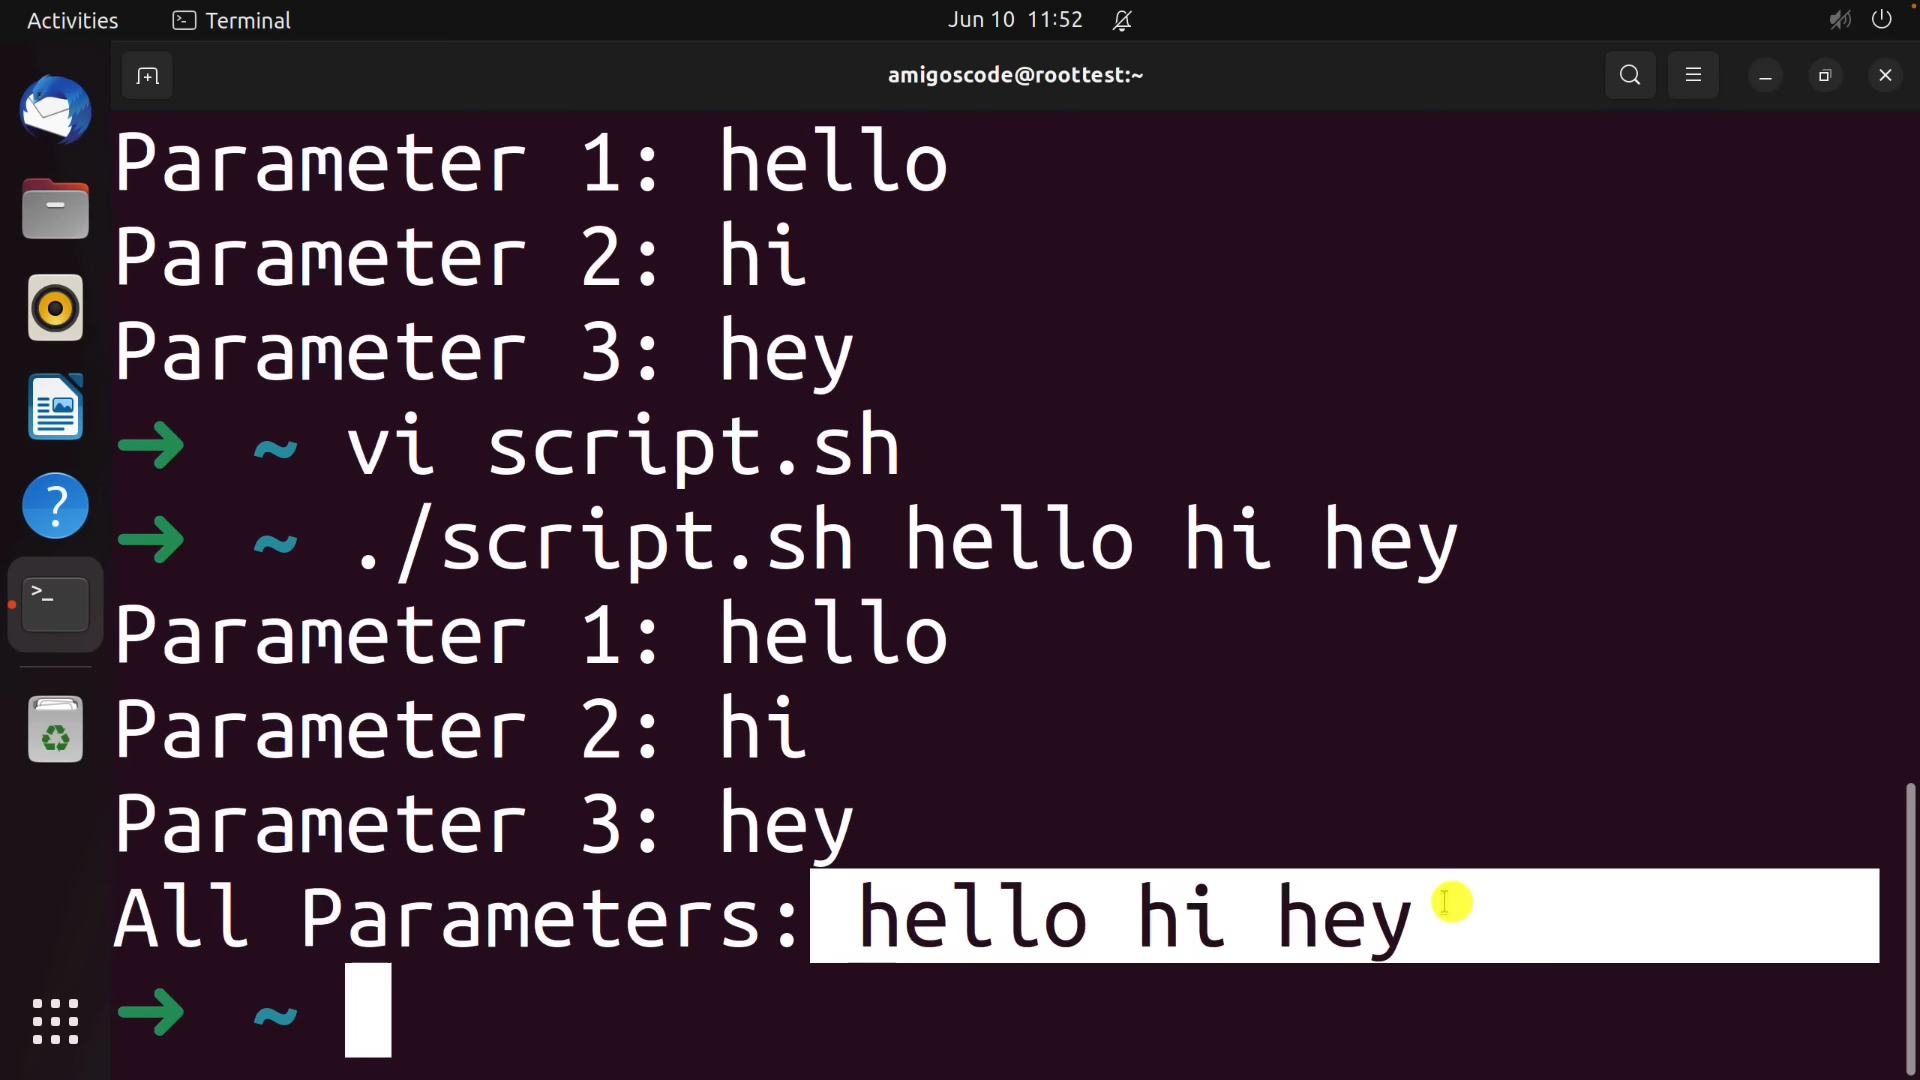 Activities Terminal Jun 10 11:52
amigoscode@roottest:~
Parameter 1: hello
Parameter 2: hi
Parameter 3: hey
➜ ~ vi script.sh
➜ ~ ./script.sh hello hi hey
Parameter 1: hello
Parameter 2: hi
Parameter 3: hey
All Parameters: hello hi hey
➜ ~